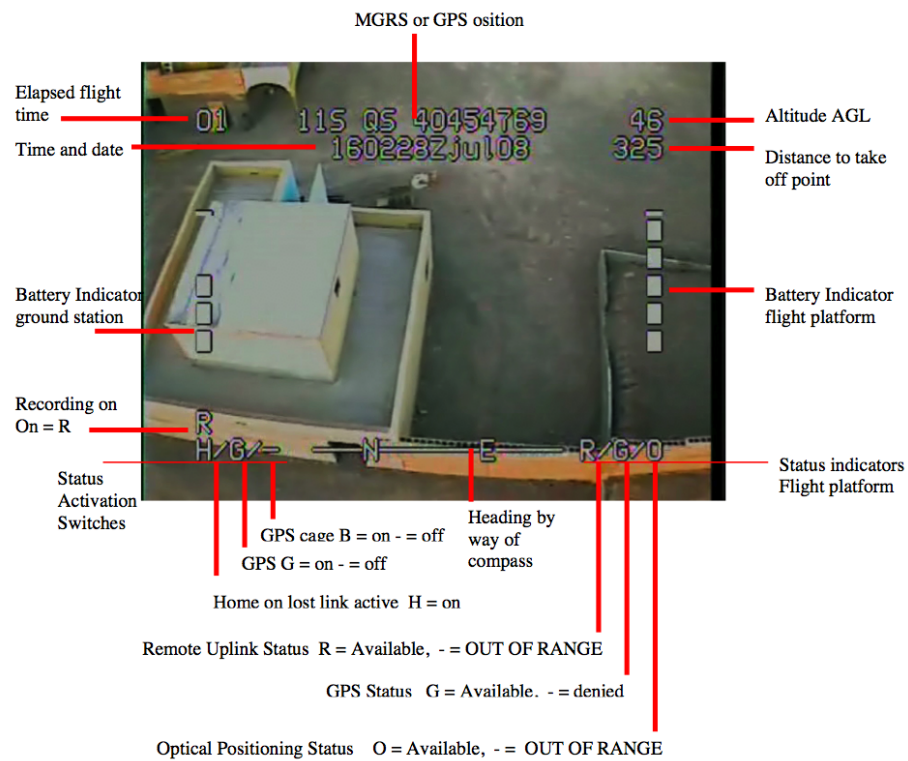 MGRS or GPS osition
Elapsed flight
time
01 11S QS 40454769 46
Altitude AGL
Time and date
160228Zjul08 325
Distance to take
off point
Battery Indicator
ground station
Battery Indicator
flight platform
Recording on
On = R
R
H/G/- N E R/G/O
Status
Activation
Switches
Status indicators
Flight platform
GPS cage B = on - = off
GPS G = on - = off
Heading by
way of
compass
Home on lost link active H = on
Remote Uplink Status R = Available, - = OUT OF RANGE
GPS Status G = Available. - = denied
Optical Positioning Status O = Available, - = OUT OF RANGE